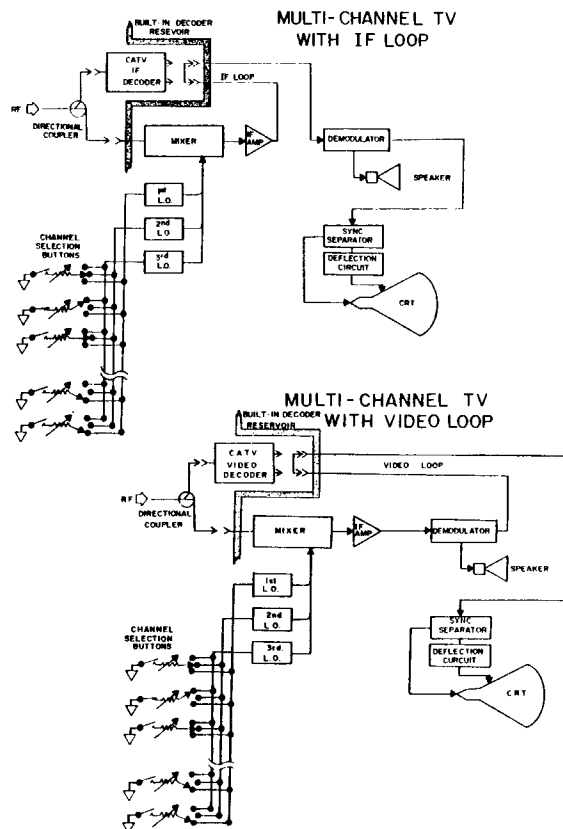 MULTI-CHANNEL TV
WITH IF LOOP
BUILT-IN DECODER
RESERVOIR
CATV
IF
DECODER
IF LOOP
RF
DIRECTIONAL
COUPLER
MIXER
IF
AMP
DEMODULATOR
SPEAKER
1st
L.O.
2nd
L.O.
3rd
L.O.
CHANNEL
SELECTION
BUTTONS
SYNC
SEPARATOR
DEFLECTION
CIRCUIT
CRT
MULTI-CHANNEL TV
WITH VIDEO LOOP
BUILT-IN DECODER
RESERVOIR
CATV
VIDEO
DECODER
VIDEO LOOP
RF
DIRECTIONAL
COUPLER
MIXER
IF
AMP
DEMODULATOR
SPEAKER
1st
L.O.
2nd
L.O.
3rd.
L.O.
CHANNEL
SELECTION
BUTTONS
SYNC
SEPARATOR
DEFLECTION
CURCUIT
CRT